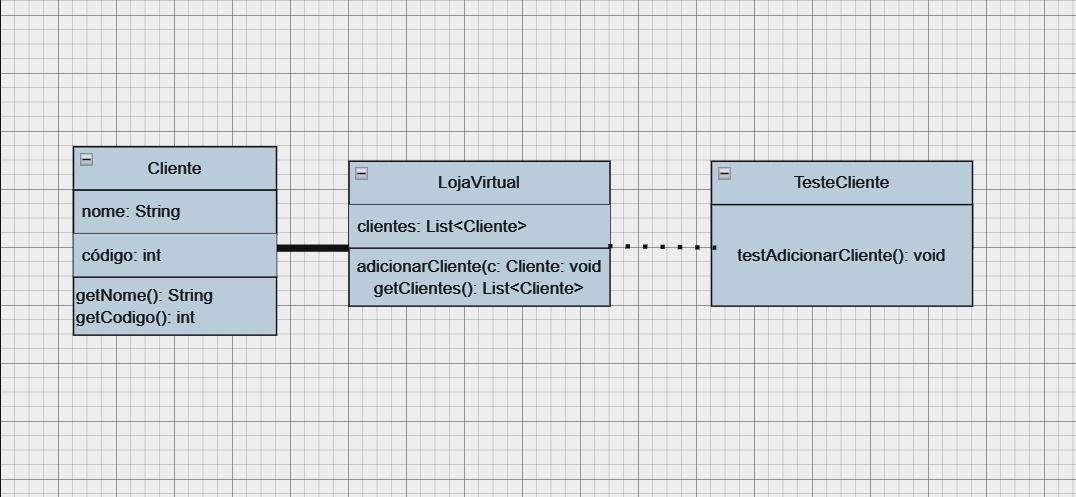 Cliente
nome: String
código: int
getNome(): String
getCodigo(): int
LojaVirtual
clientes: List<Cliente>
adicionarCliente(c: Cliente: void
getClientes(): List<Cliente>
TesteCliente
testAdicionarCliente(): void